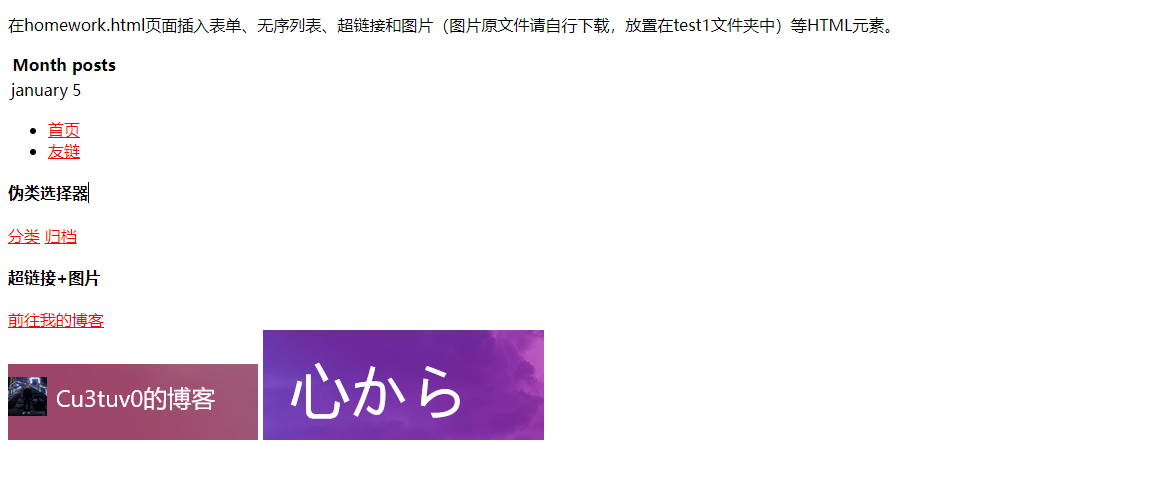 在homework.html页面插入表单、无序列表、超链接和图片（图片原文件请自行下载，放置在test1文件夹中）等HTML元素。
Month posts
january 5
首页
友链
伪类选择器
分类 归档
超链接+图片
前往我的博客
Cu3tuv0的博客
心から